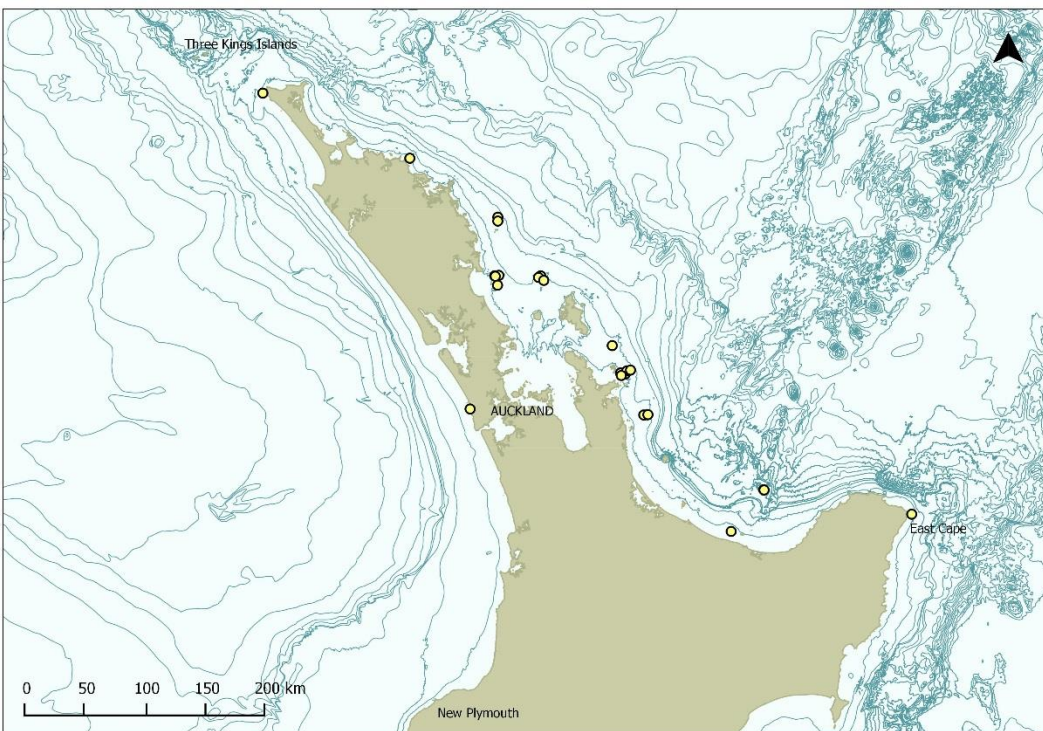 Three Kings Islands
AUCKLAND
East Cape
0 50 100 150 200 km
New Plymouth